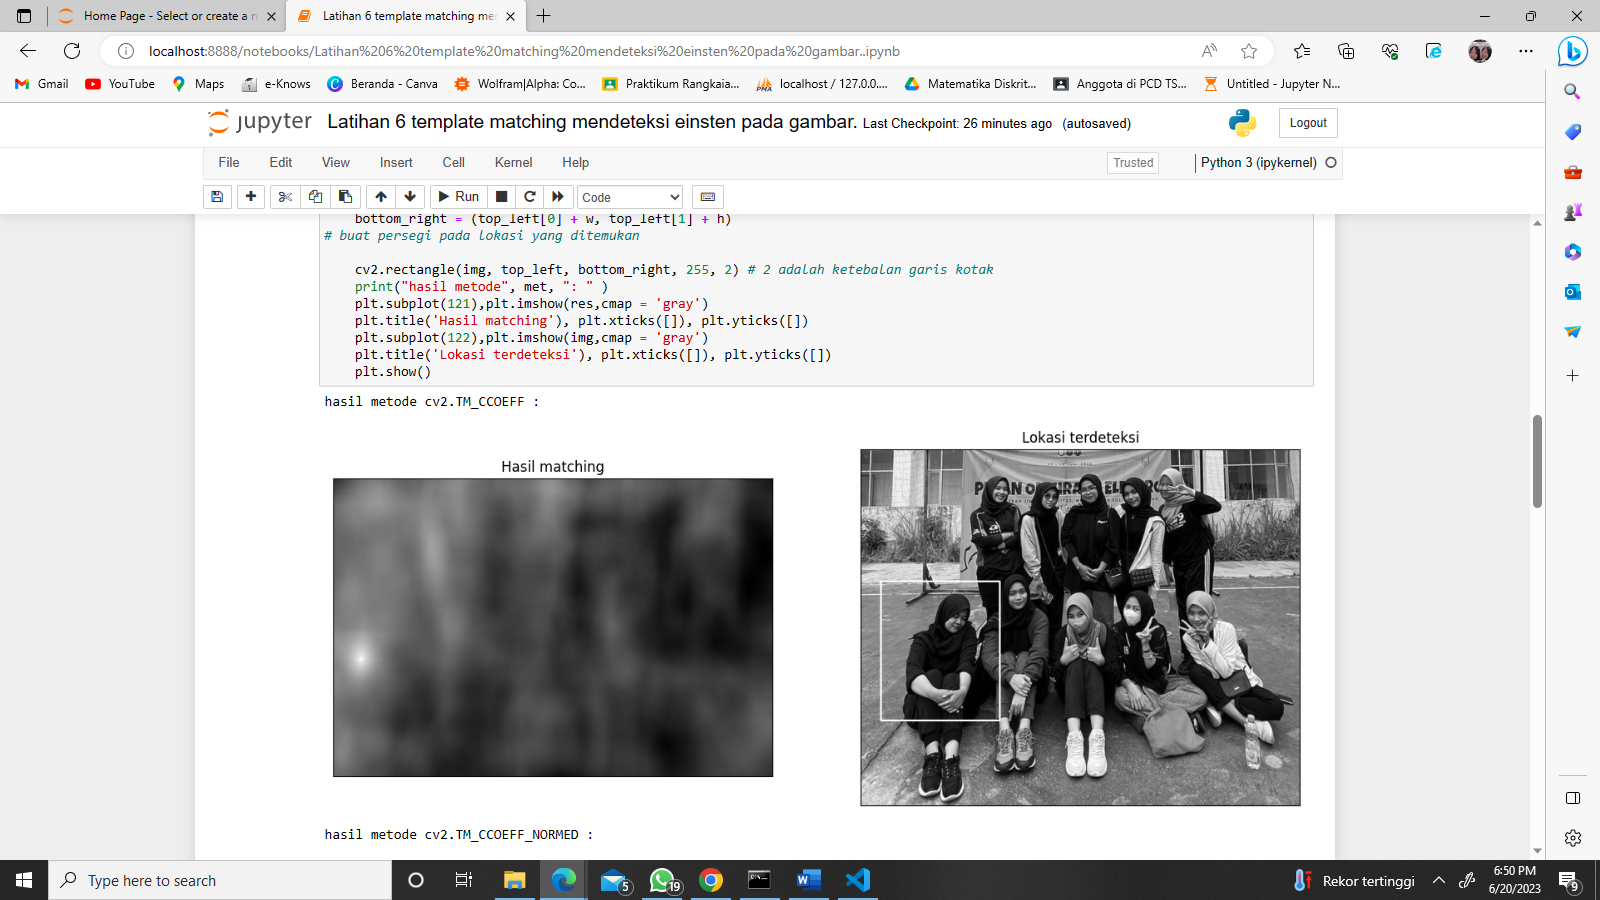 Home Page - Select or create a n
Latihan 6 template matching mer
localhost:8888/notebooks/Latihan%206%20template%20matching%20mendeteksi%20einsten%20pada%20gambar..ipynb
Gmail
YouTube
Maps
e-Knows
Beranda - Canva
Wolfram|Alpha: Co...
Praktikum Rangkaia...
localhost / 127.0.0....
Matematika Diskrit...
Anggota di PCD TS...
Untitled - Jupyter N...
jupyter
Latihan 6 template matching mendeteksi einsten pada gambar. Last Checkpoint: 26 minutes ago (autosaved)
Logout
File Edit View Insert Cell Kernel Help
Trusted
Python 3 (ipykernel)
Run
Code
bottom_right = (top_left[0] + w, top_left[1] + h)
# buat persegi pada lokasi yang ditemukan
cv2.rectangle(img, top_left, bottom_right, 255, 2) # 2 adalah ketebalan garis kotak
print("hasil metode", met, ": " )
plt.subplot(121),plt.imshow(res,cmap = 'gray')
plt.title('Hasil matching'), plt.xticks([]), plt.yticks([])
plt.subplot(122),plt.imshow(img,cmap = 'gray')
plt.title('Lokasi terdeteksi'), plt.xticks([]), plt.yticks([])
plt.show()
hasil metode cv2.TM_CCOEFF :
Hasil matching
Lokasi terdeteksi
hasil metode cv2.TM_CCOEFF_NORMED :
Type here to search
5
19
Rekor tertinggi
6:50 PM
6/20/2023
9